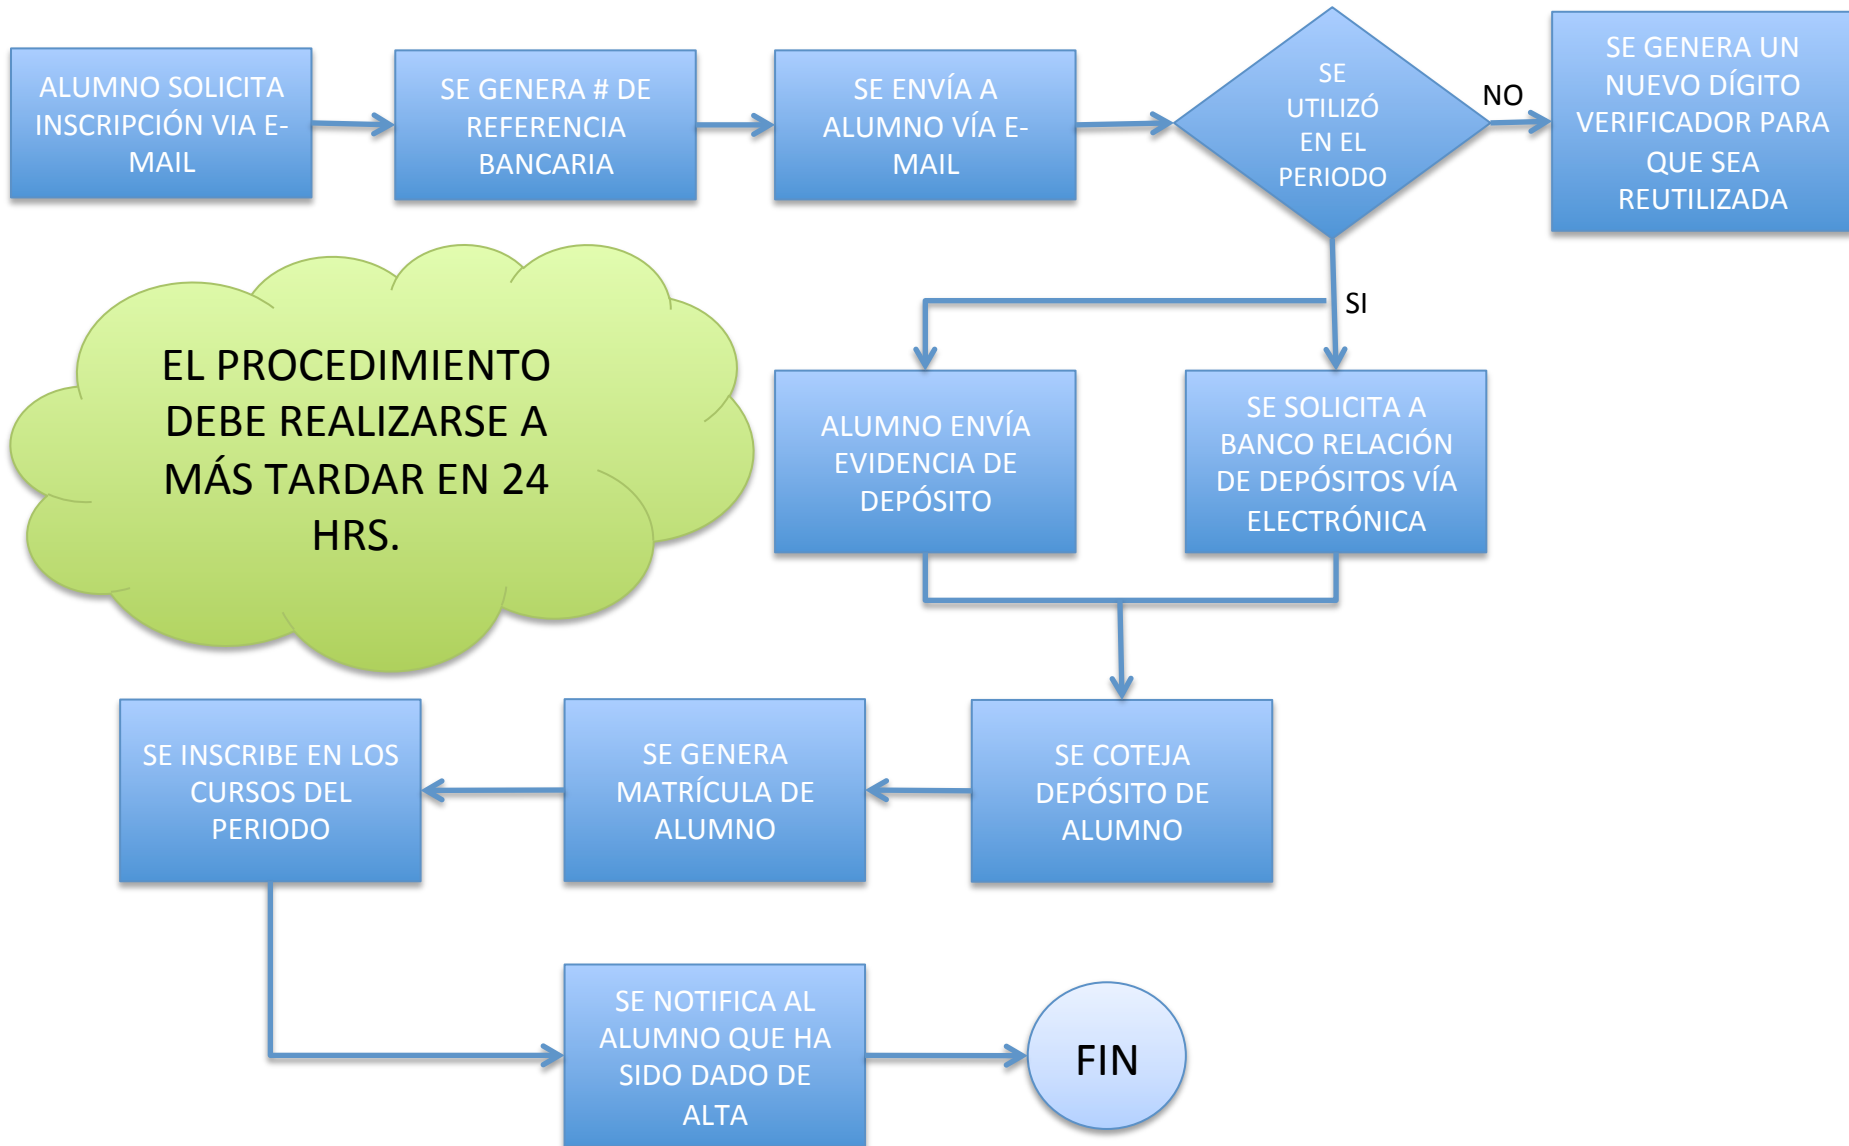 ALUMNO SOLICITA
INSCRIPCIÓN VIA E-
MAIL
SE GENERA # DE
REFERENCIA
BANCARIA
SE ENVÍA A
ALUMNO VÍA E-
MAIL
SE
UTILIZÓ
EN EL
PERIODO
NO
SE GENERA UN
NUEVO DÍGITO
VERIFICADOR PARA
QUE SEA
REUTILIZADA
SI
EL PROCEDIMIENTO
DEBE REALIZARSE A
MÁS TARDAR EN 24
HRS.
ALUMNO ENVÍA
EVIDENCIA DE
DEPÓSITO
SE SOLICITA A
BANCO RELACIÓN
DE DEPÓSITOS VÍA
ELECTRÓNICA
SE COTEJA
DEPÓSITO DE
ALUMNO
SE GENERA
MATRÍCULA DE
ALUMNO
SE INSCRIBE EN LOS
CURSOS DEL
PERIODO
SE NOTIFICA AL
ALUMNO QUE HA
SIDO DADO DE
ALTA
FIN